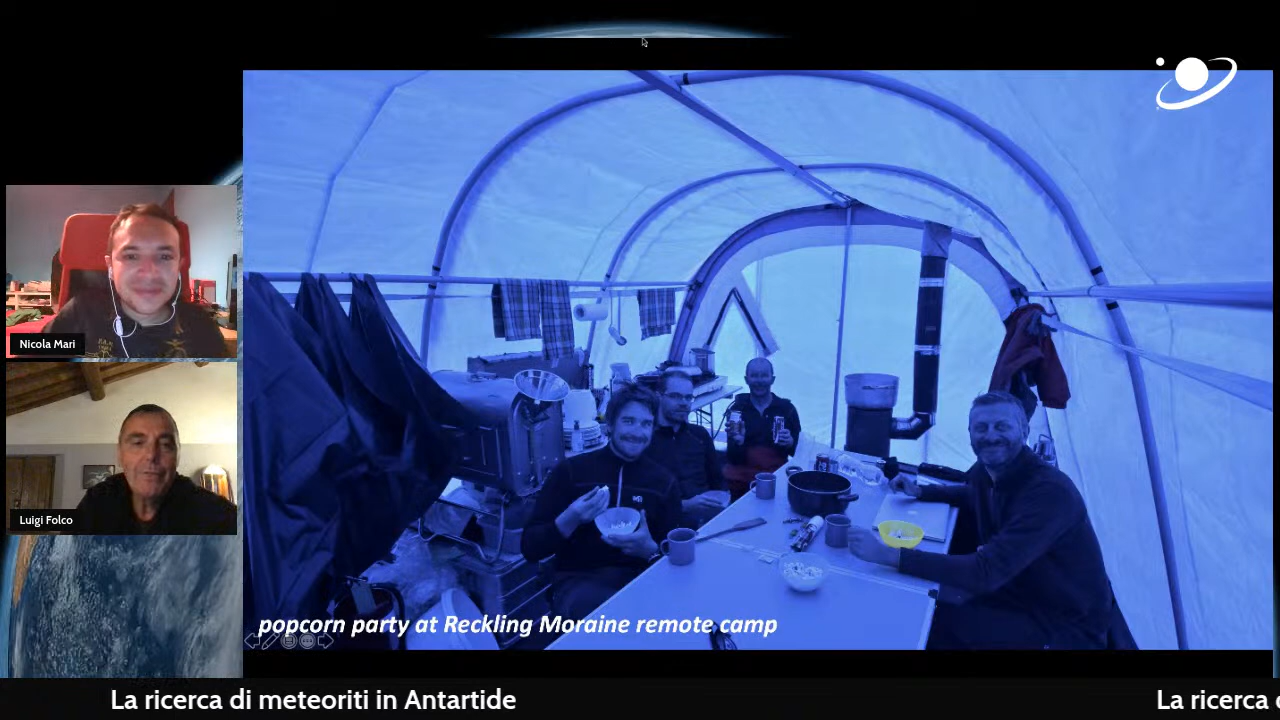 Nicola Mari
Luigi Folco
popcorn party at Reckling Moraine remote camp
La ricerca di meteoriti in Antartide
La ricerca